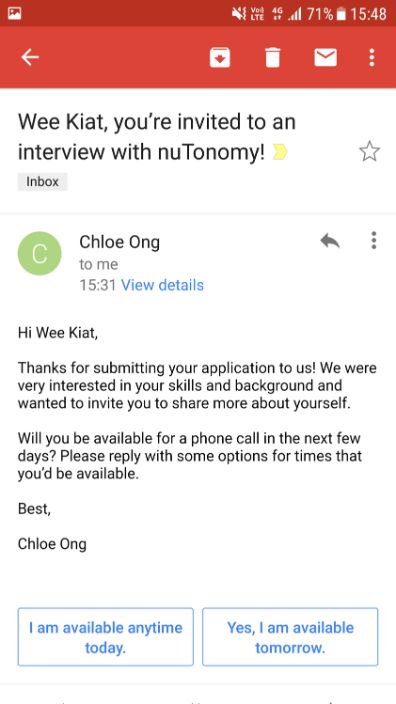 VoLTE 4G 71% 15:48
Wee Kiat, you're invited to an
interview with nuTonomy!
Inbox
C
Chloe Ong
to me
15:31 View details
Hi Wee Kiat,
Thanks for submitting your application to us! We were
very interested in your skills and background and
wanted to invite you to share more about yourself.
Will you be available for a phone call in the next few
days? Please reply with some options for times that
you'd be available.
Best,
Chloe Ong
I am available anytime
today.
Yes, I am available
tomorrow.